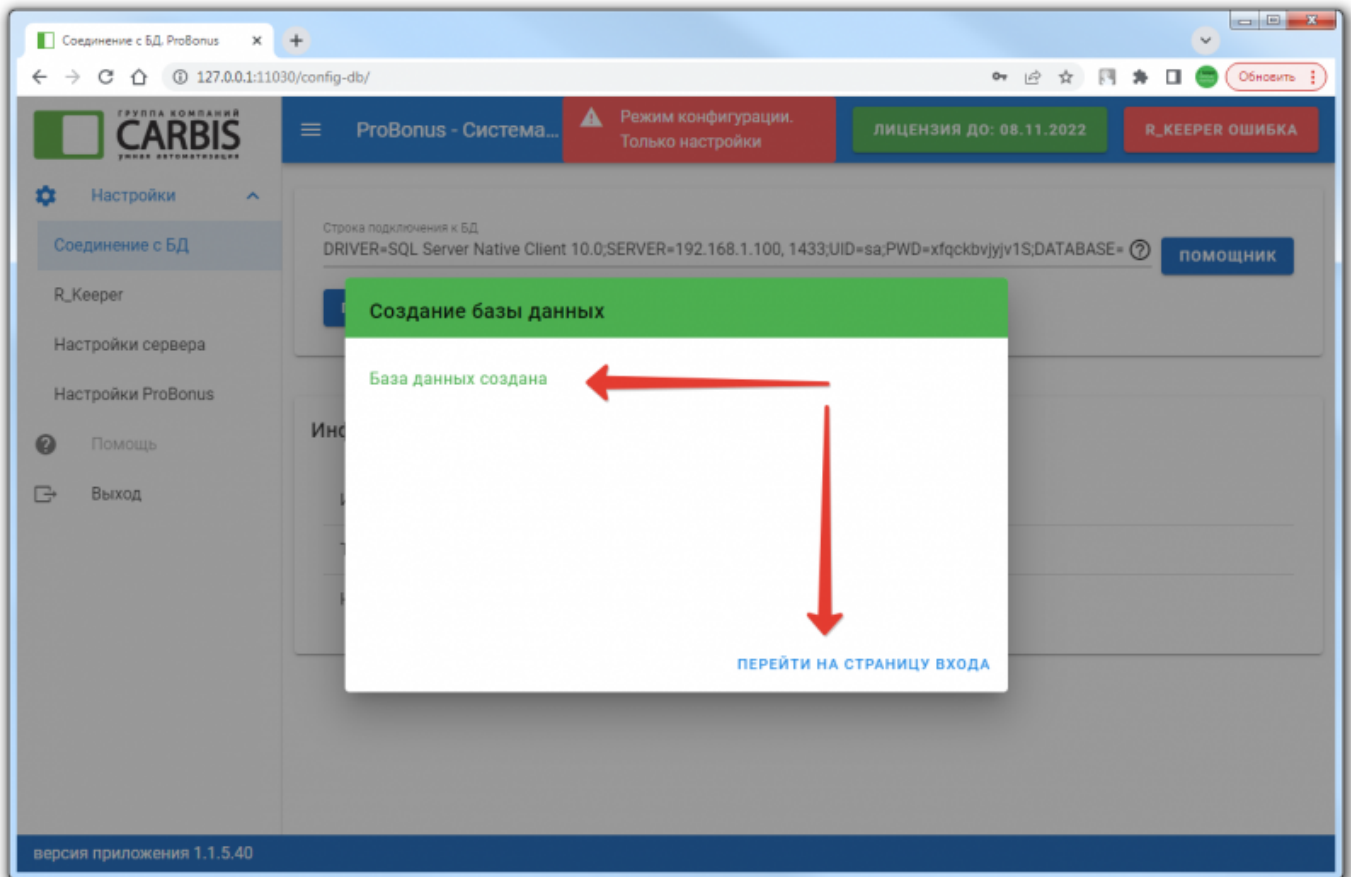 Соединение с БД, ProBonus
127.0.0.1:11030/config-db/
Обновить
ГРУППА КОМПАНИЙ
CARBIS
умная автоматизация
ProBonus - Система...
Режим конфигурации.
Только настройки
ЛИЦЕНЗИЯ ДО: 08.11.2022
R_KEEPER ОШИБКА
Настройки
Соединение с БД
R_Keeper
Настройки сервера
Настройки ProBonus
Помощь
Выход
Строка подключения к БД
DRIVER=SQL Server Native Client 10.0;SERVER=192.168.1.100, 1433;UID=sa;PWD=xfqckbvjyjv1S;DATABASE=
ПОМОЩНИК
Создание базы данных
База данных создана
Инф
ПЕРЕЙТИ НА СТРАНИЦУ ВХОДА
версия приложения 1.1.5.40